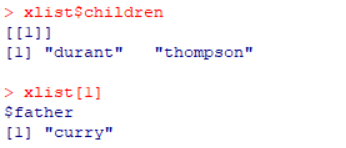 > xlist$children
[[1]]
[1] "durant"   "thompson"

> xlist[1]
$father
[1] "curry"